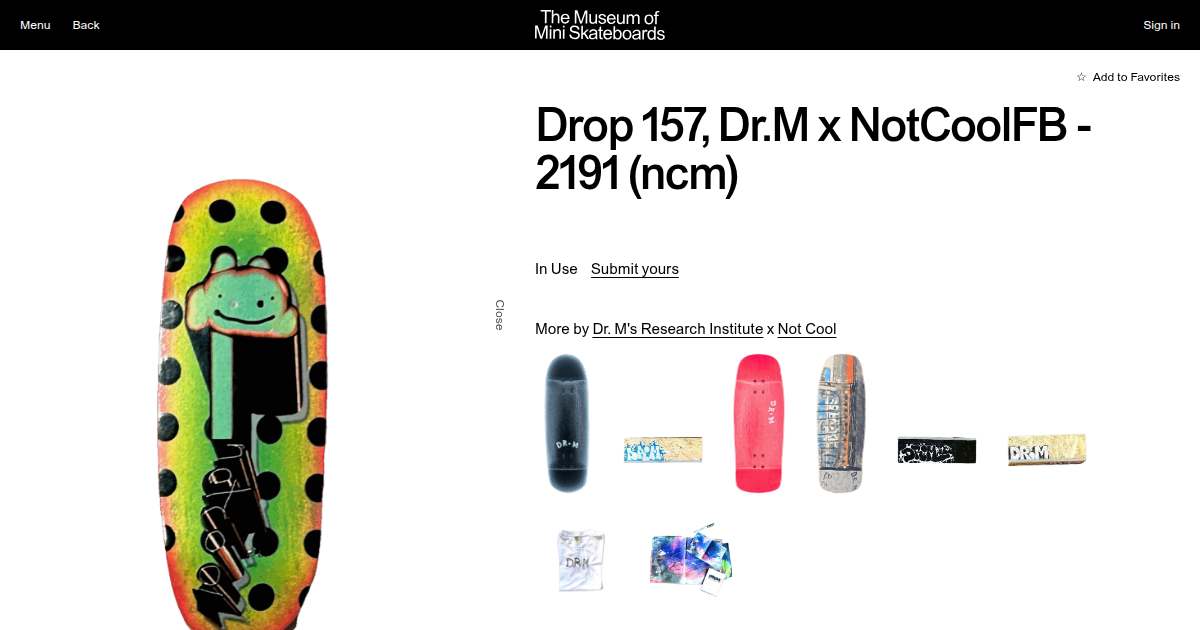 Menu
Back
The Museum of
Mini Skateboards
Sign in
☆ Add to Favorites
Drop 157, Dr.M x NotCoolFB -
2191 (ncm)
In Use
Submit yours
Close
More by Dr. M's Research Institute x Not Cool
DR.M
DR.M
DR.M
DR.M